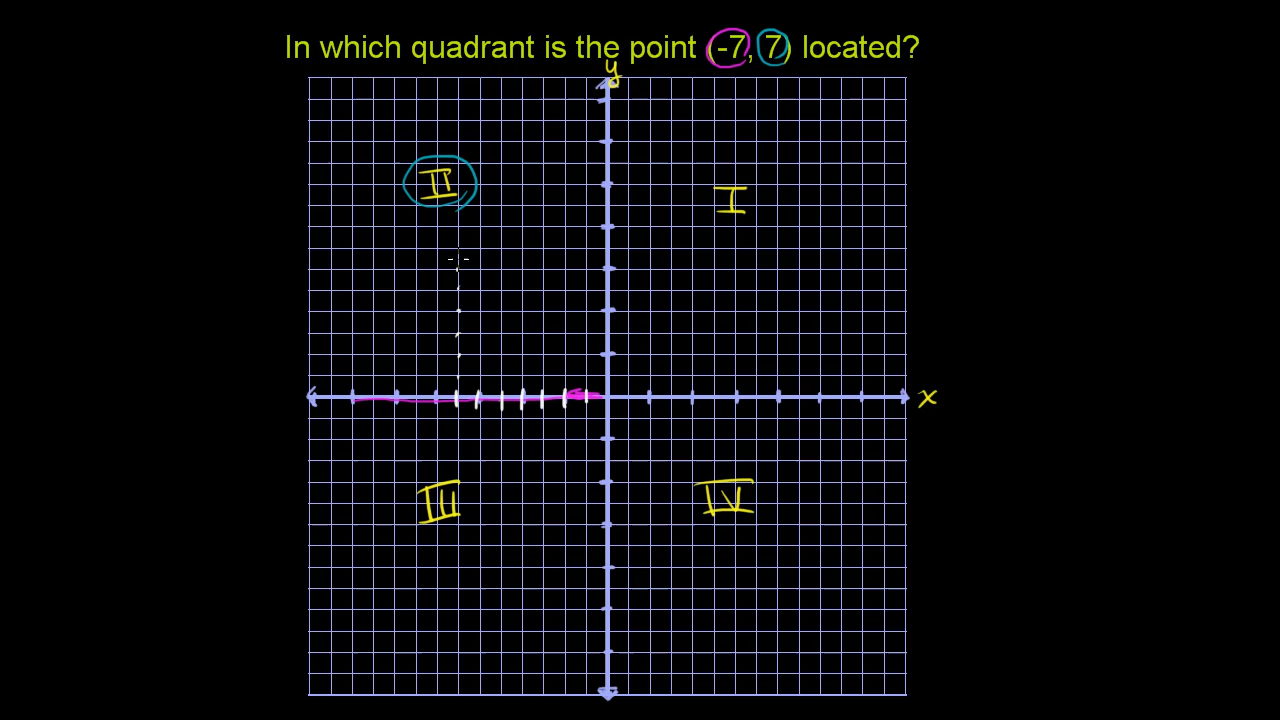 In which quadrant is the point (-7, 7) located?
y
II
I
x
III
IV